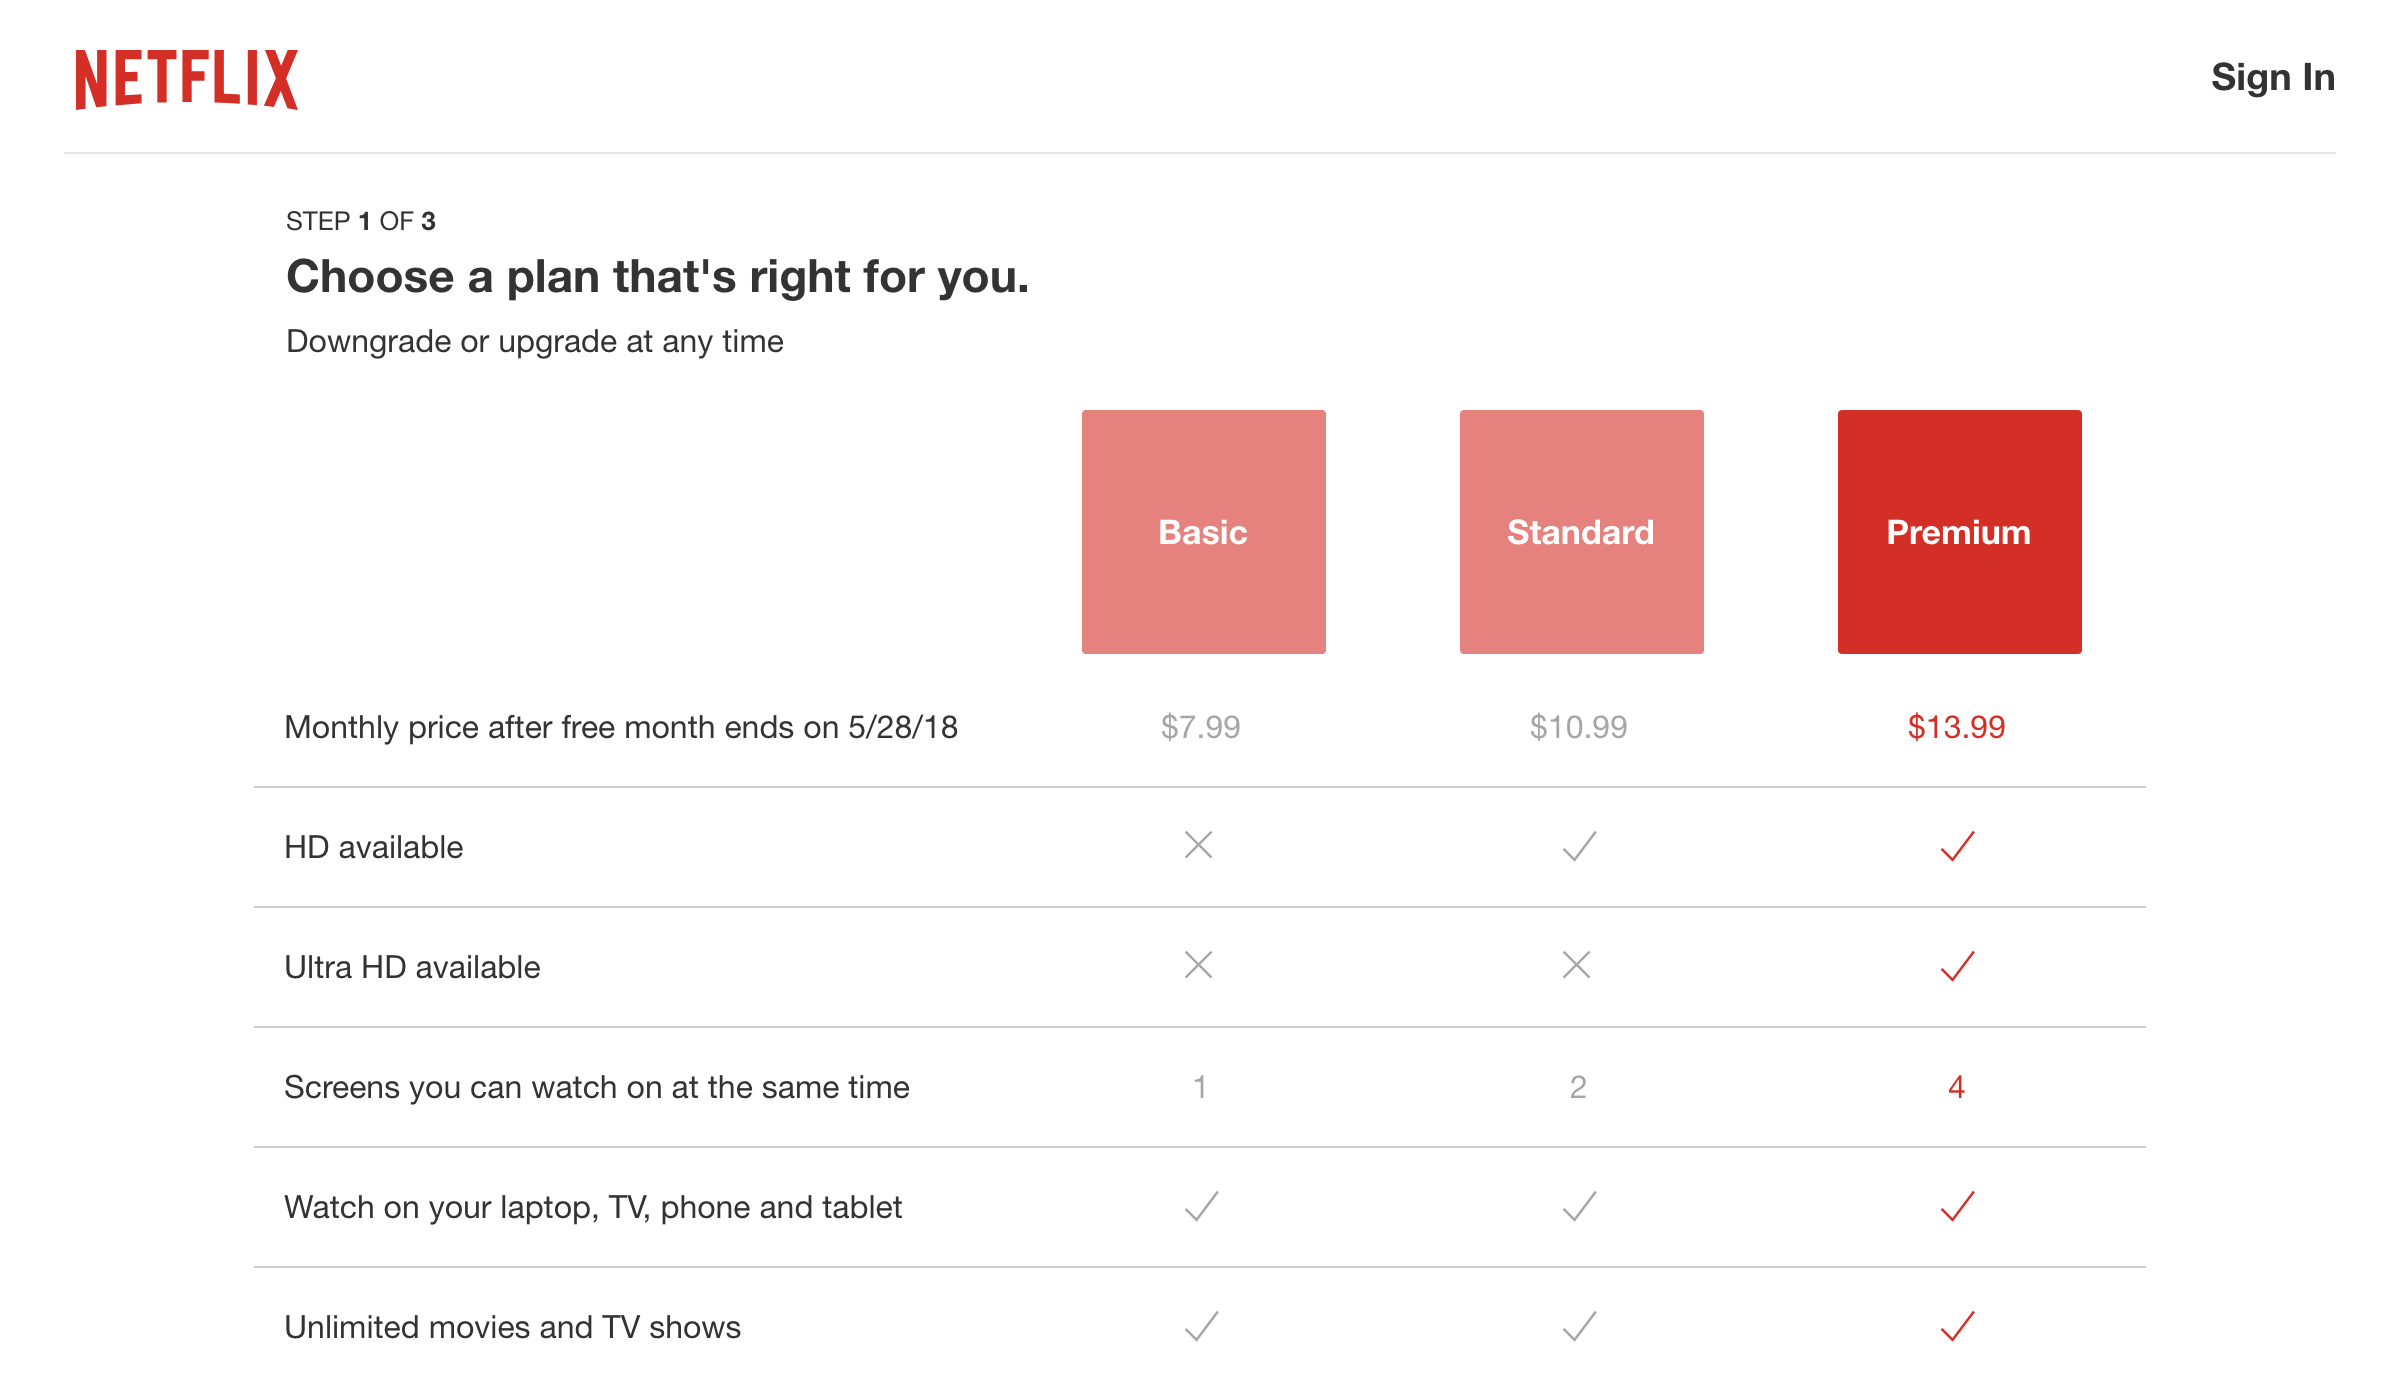 NETFLIX
Sign In
STEP 1 OF 3
Choose a plan that's right for you.
Downgrade or upgrade at any time
Basic Standard Premium
Monthly price after free month ends on 5/28/18 $7.99 $10.99 $13.99
HD available
Ultra HD available
Screens you can watch on at the same time 1 2 4
Watch on your laptop, TV, phone and tablet
Unlimited movies and TV shows